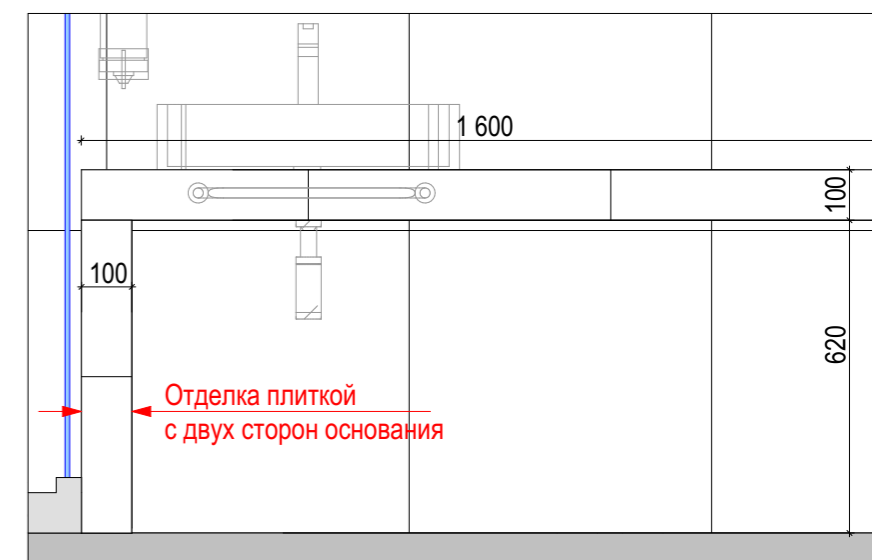 1 600
100
100
620
Отделка плиткой
с двух сторон основания